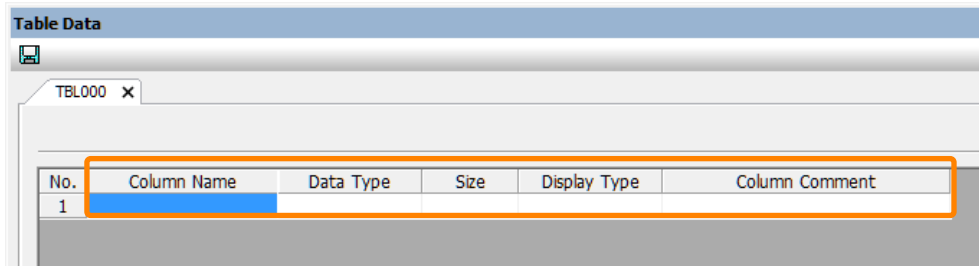 Table Data
TBL000
No. Column Name Data Type Size Display Type Column Comment
1